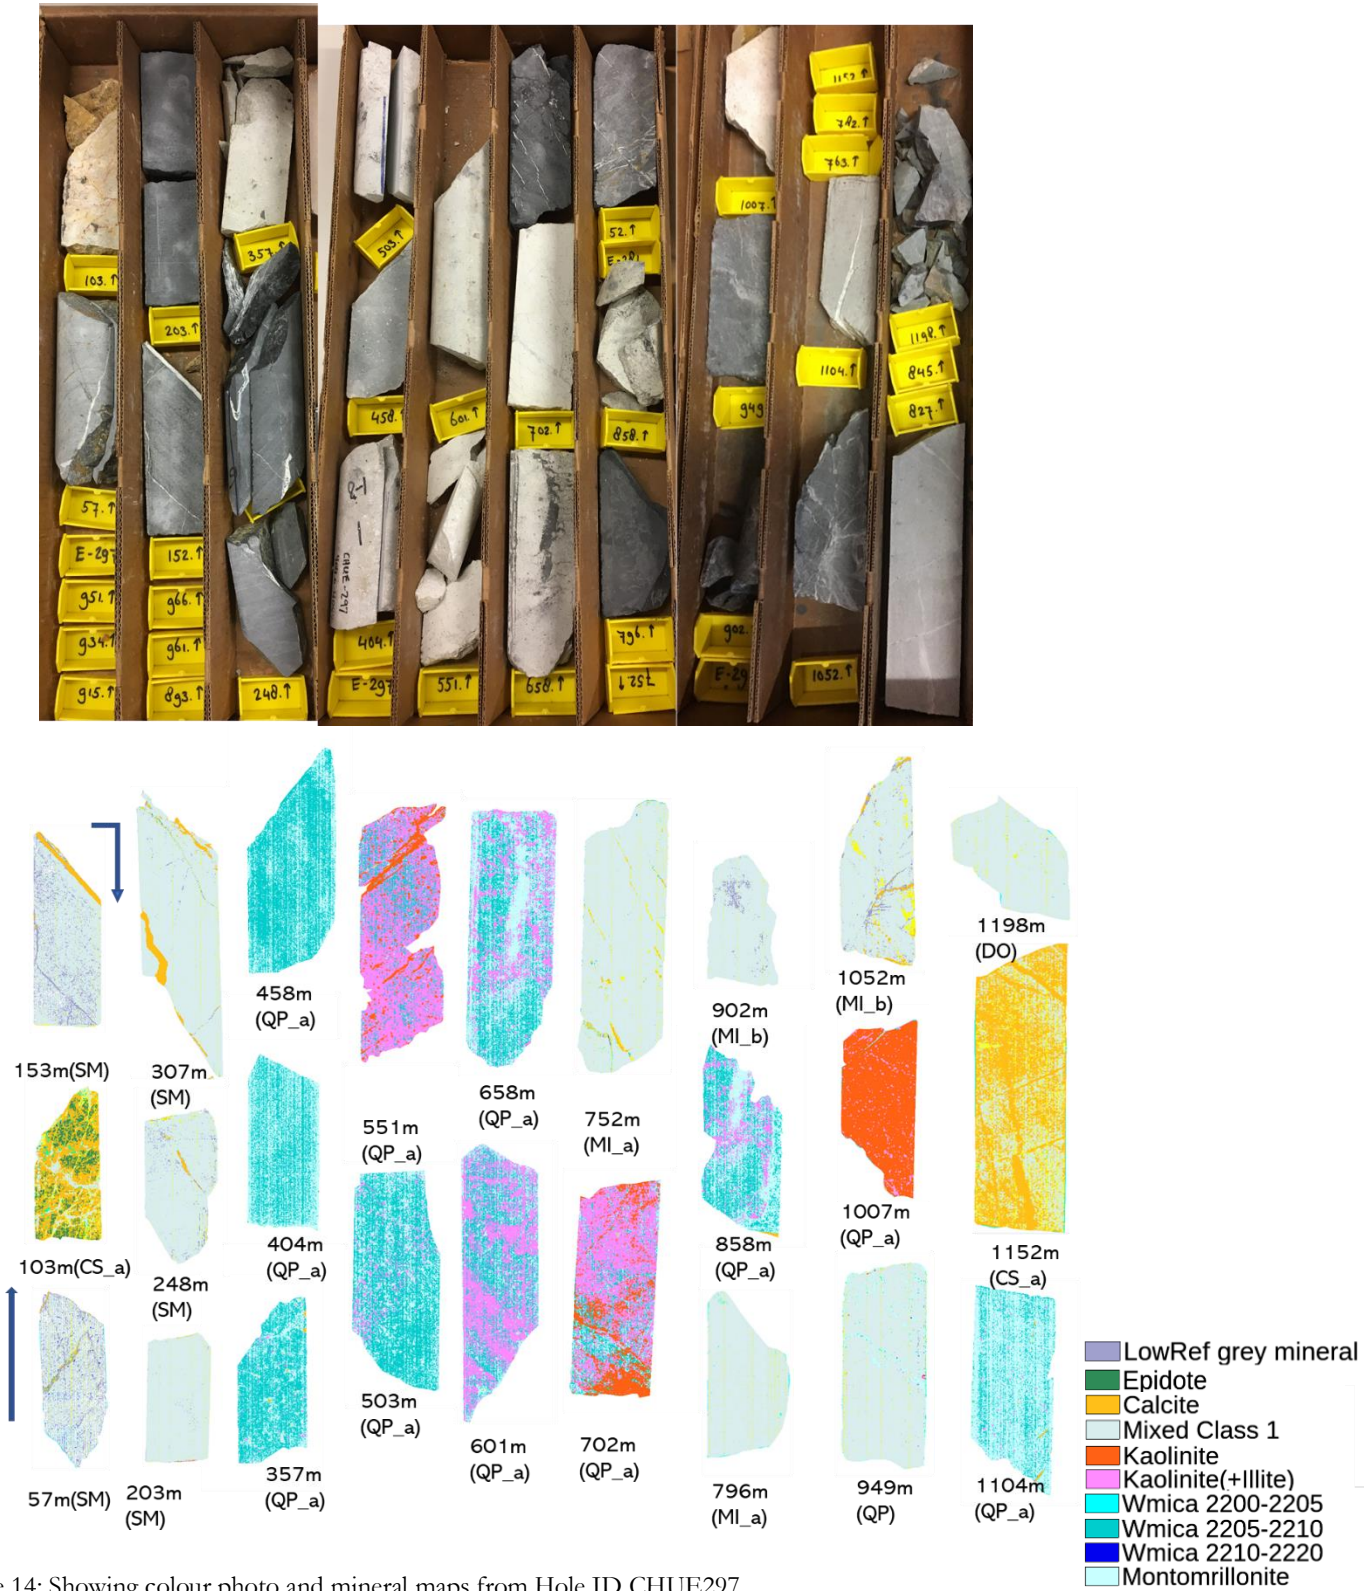 103.↑
57.↑
E-297
951.↑
934.↑
915.↑
203.↑
152.↑
966.↑
961.↑
893.↑
357.
248.↑
503.↑
458.↑
404.↑
E-297
CHUE-297
601.↑
551.↑
702.↑
658.↑
52.↑
E-281
858.↑
796.↑
752.↑
1007.↑
949
902.
E-29
1152.↑
782.↑
763.↑
1104.↑
1052.↑
1198.↑
845.↑
827.↑
153m(SM)
307m
(SM)
458m
(QP_a)
551m
(QP_a)
658m
(QP_a)
752m
(MI_a)
902m
(MI_b)
1052m
(MI_b)
1198m
(DO)
103m(CS_a)
248m
(SM)
404m
(QP_a)
503m
(QP_a)
601m
(QP_a)
702m
(QP_a)
858m
(QP_a)
1007m
(QP_a)
1152m
(CS_a)
57m(SM)
203m
(SM)
357m
(QP_a)
796m
(MI_a)
949m
(QP)
1104m
(QP_a)
LowRef grey mineral
Epidote
Calcite
Mixed Class 1
Kaolinite
Kaolinite(+Illite)
Wmica 2200-2205
Wmica 2205-2210
Wmica 2210-2220
Montomrillonite
e 14: Showing colour photo and mineral maps from Hole ID CHUE297